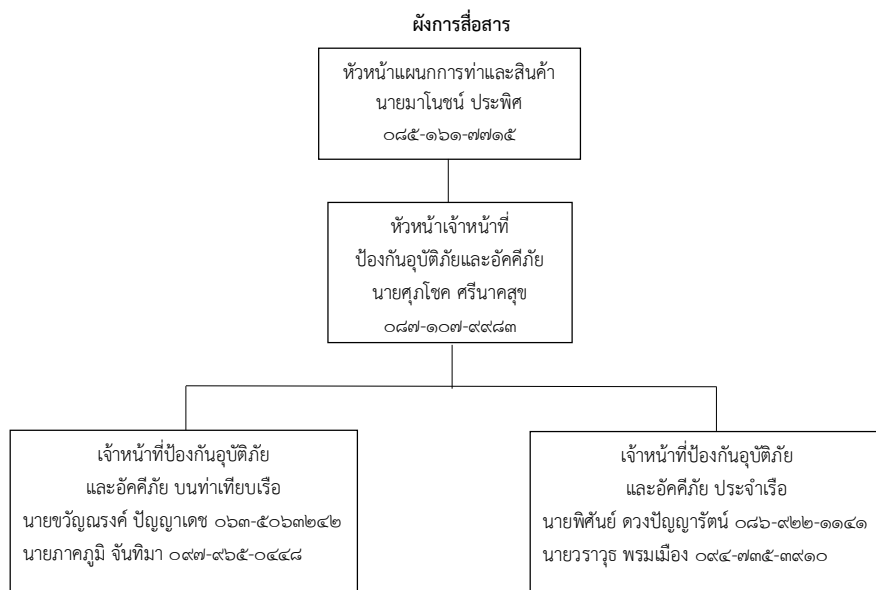 ผังการสื่อสาร
หัวหน้าแผนกการท่าและสินค้า
นายมาโนชน์ ประพิศ
๐๘๕-๑๖๑-๗๗๑๕
หัวหน้าเจ้าหน้าที่
ป้องกันอุบัติภัยและอัคคีภัย
นายศุภโชค ศรีนาคสุข
๐๘๗-๑๐๗-๙๙๘๓
เจ้าหน้าที่ป้องกันอุบัติภัย
และอัคคีภัย บนท่าเทียบเรือ
นายขวัญณรงค์ ปัญญาเดช ๐๖๓-๕๐๖๓๒๔๒
นายภาคภูมิ จันทิมา ๐๙๗-๙๖๕-๐๔๔๘
เจ้าหน้าที่ป้องกันอุบัติภัย
และอัคคีภัย ประจำเรือ
นายพิศันย์ ดวงปัญญารัตน์ ๐๘๖-๙๒๒-๑๑๔๑
นายวราวุธ พรมเมือง ๐๙๔-๗๓๕-๓๙๑๐